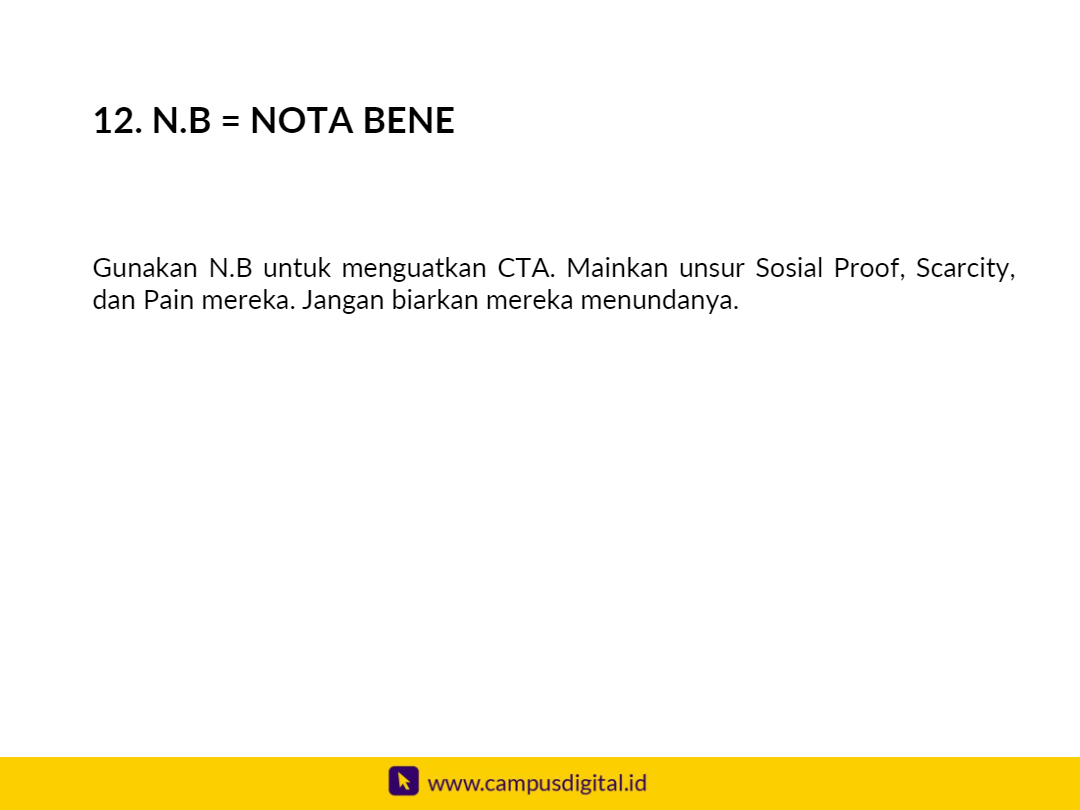 12. N.B = NOTA BENE
Gunakan N.B untuk menguatkan CTA. Mainkan unsur Sosial Proof, Scarcity,
dan Pain mereka. Jangan biarkan mereka menundanya.
www.campusdigital.id